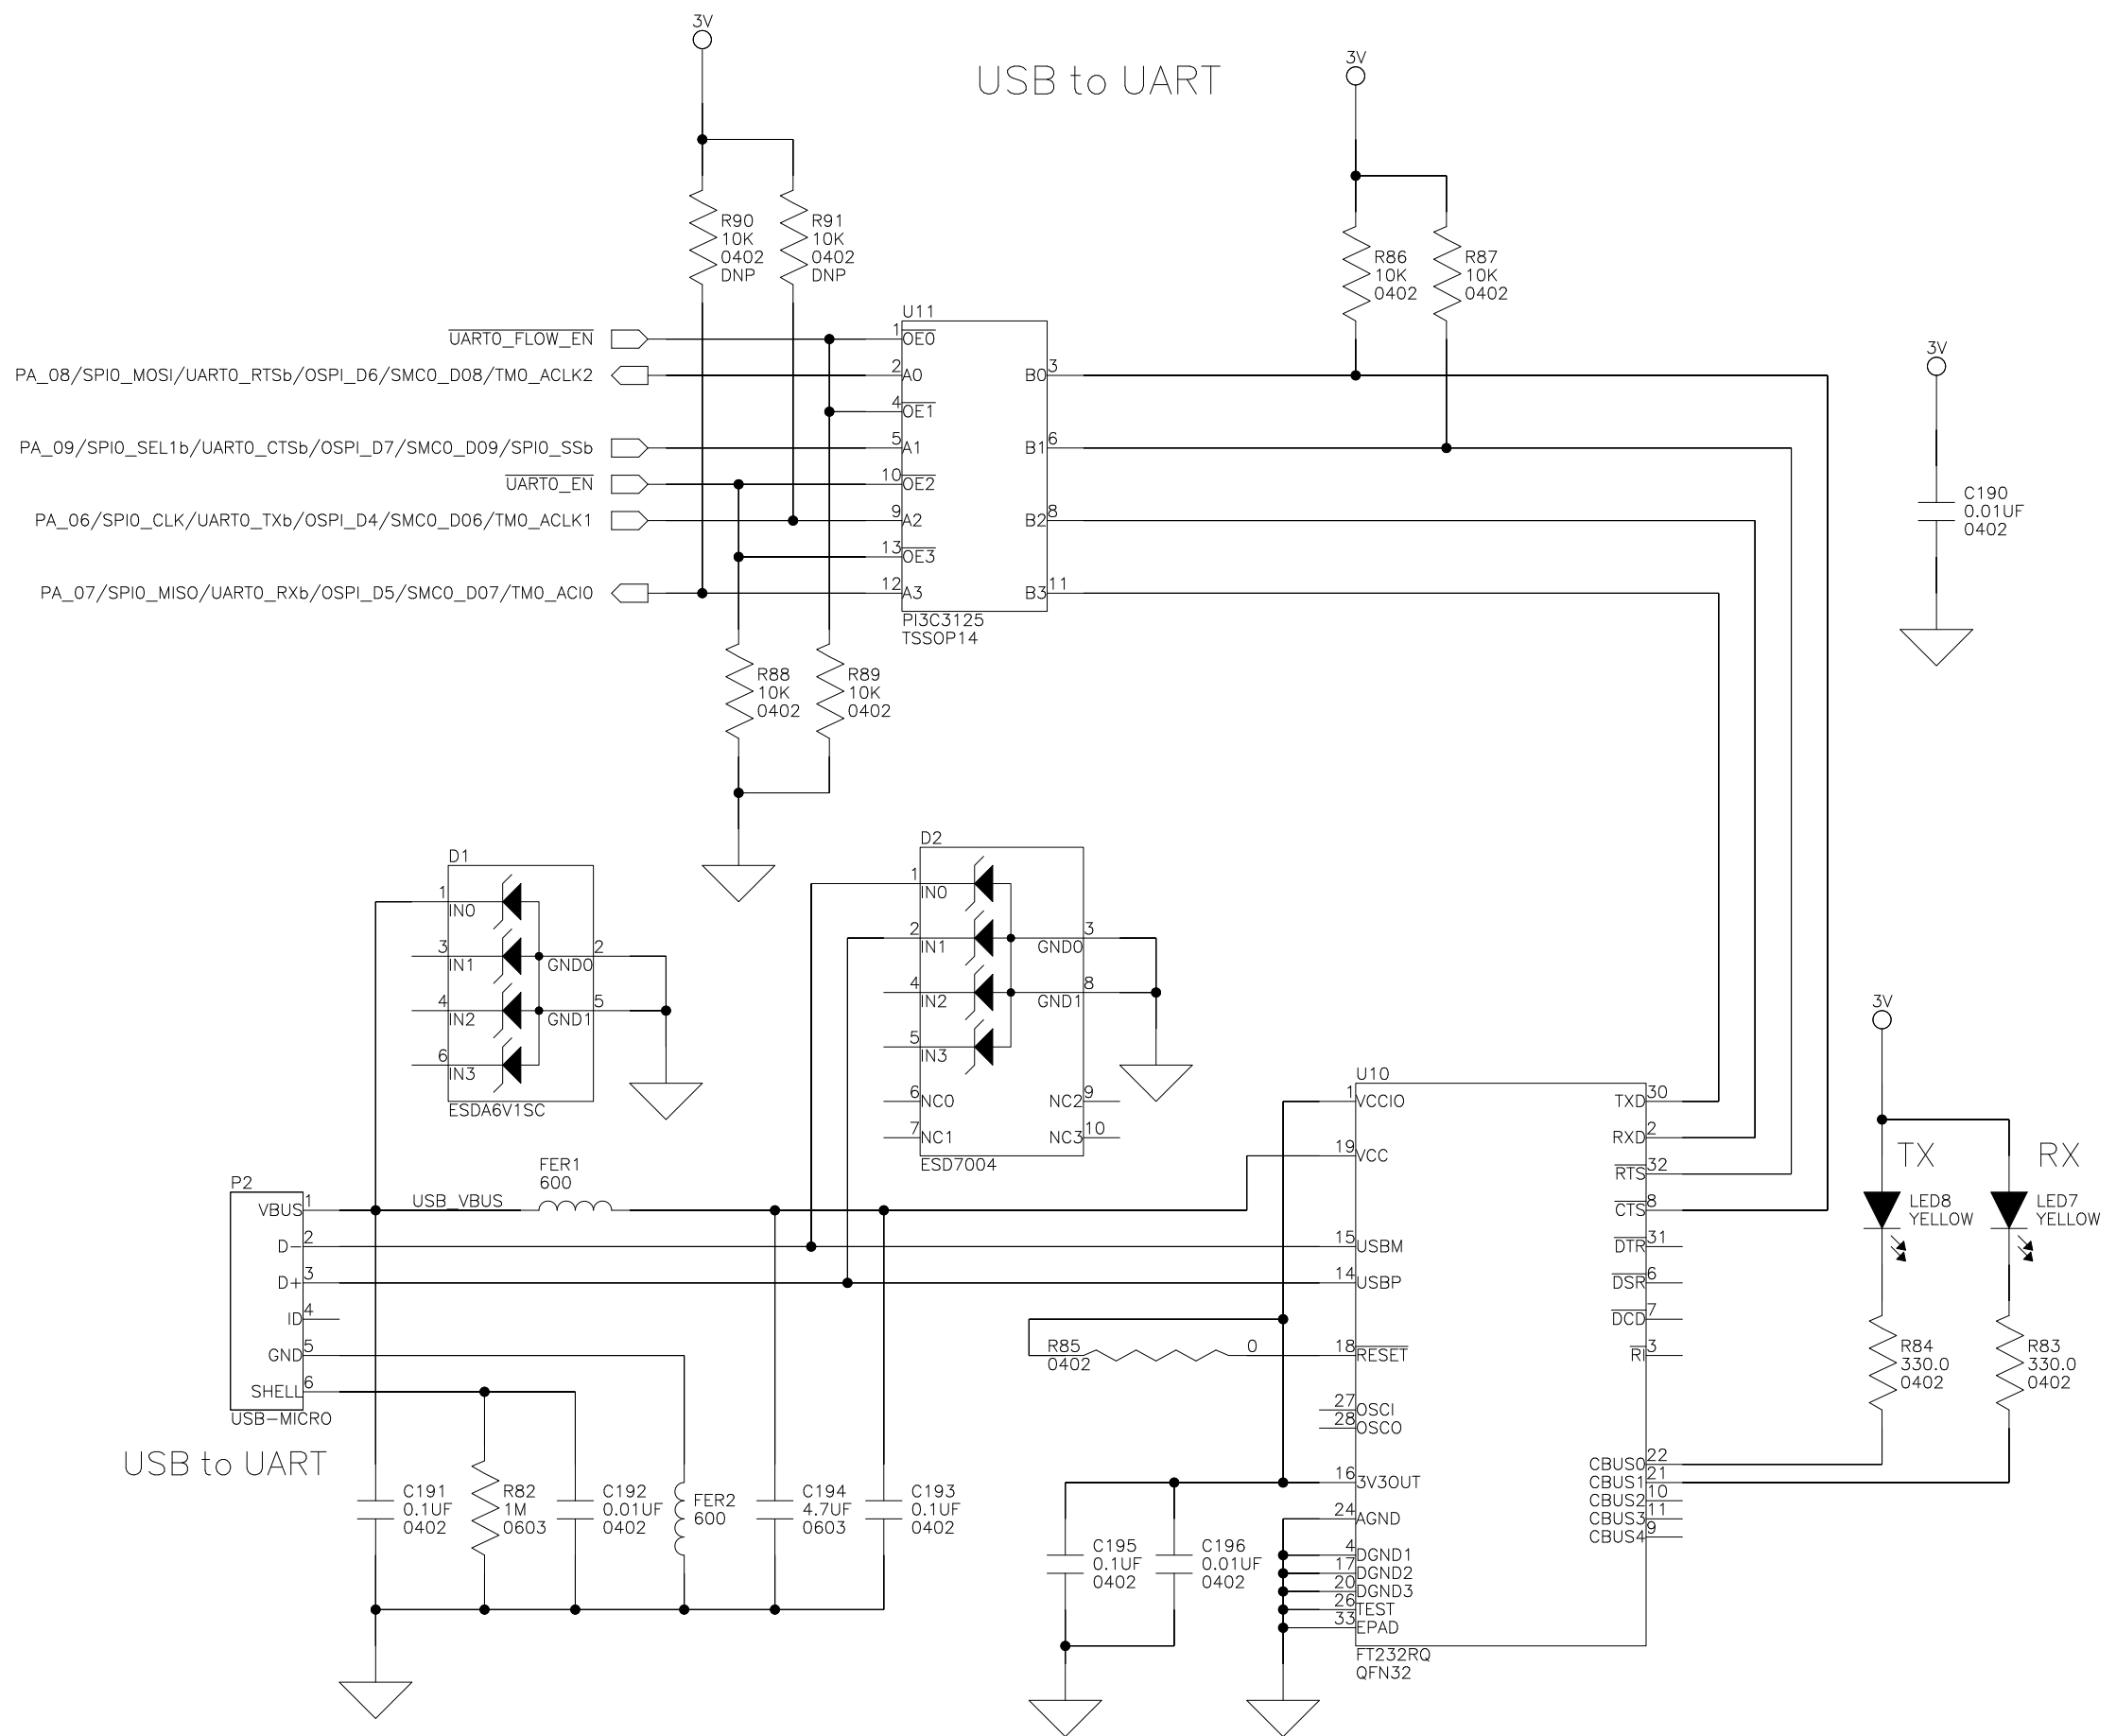 USB to UART
3V
3V
R90
10K
0402
DNP
R91
10K
0402
DNP
R86
10K
0402
R87
10K
0402
3V
C190
0.01UF
0402
U11
UART0_FLOW_EN
1 OE0
PA_08/SPI0_MOSI/UART0_RTSb/OSPI_D6/SMC0_D08/TM0_ACLK2
2 A0
B0 3
4 OE1
PA_09/SPI0_SEL1b/UART0_CTSb/OSPI_D7/SMC0_D09/SPI0_SSb
5 A1
B1 6
UART0_EN
10 OE2
PA_06/SPI0_CLK/UART0_TXb/OSPI_D4/SMC0_D06/TM0_ACLK1
9 A2
B2 8
13 OE3
PA_07/SPI0_MISO/UART0_RXb/OSPI_D5/SMC0_D07/TM0_ACI0
12 A3
B3 11
PI3C3125
TSSOP14
R88
10K
0402
R89
10K
0402
D1
1 IN0
3 IN1
4 IN2
6 IN3
GND0 2
GND1 5
ESDA6V1SC
D2
1 IN0
2 IN1
4 IN2
5 IN3
6 NC0
7 NC1
GND0 3
GND1 8
NC2 9
NC3 10
ESD7004
P2
VBUS 1
D- 2
D+ 3
ID 4
GND 5
SHELL 6
USB-MICRO
USB to UART
USB_VBUS
FER1
600
C191
0.1UF
0402
R82
1M
0603
C192
0.01UF
0402
FER2
600
C194
4.7UF
0603
C193
0.1UF
0402
R85
0402
0
C195
0.1UF
0402
C196
0.01UF
0402
U10
1 VCCIO
19 VCC
15 USBM
14 USBP
18 RESET
27 OSCI
28 OSCO
16 3V3OUT
24 AGND
4 DGND1
17 DGND2
20 DGND3
26 TEST
33 EPAD
TXD 30
RXD 2
RTS 32
CTS 8
DTR 31
DSR 6
DCD 7
RI 3
CBUS0 22
CBUS1 21
CBUS2 10
CBUS3 11
CBUS4 9
FT232RQ
QFN32
3V
TX
RX
LED8
YELLOW
LED7
YELLOW
R84
330.0
0402
R83
330.0
0402